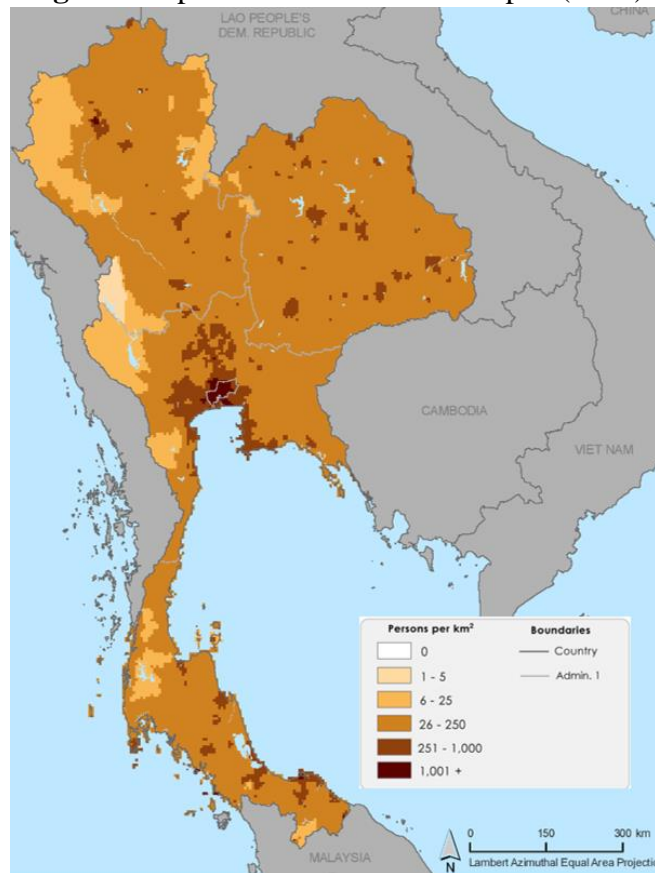 LAO PEOPLE'S
DEM. REPUBLIC
CHINA
CAMBODIA
VIET NAM
Persons per km²
0
1 - 5
6 - 25
26 - 250
251 - 1,000
1,001 +
Boundaries
Country
Admin. 1
MALAYSIA
N
0 150 300 km
Lambert Azimuthal Equal Area Projectio